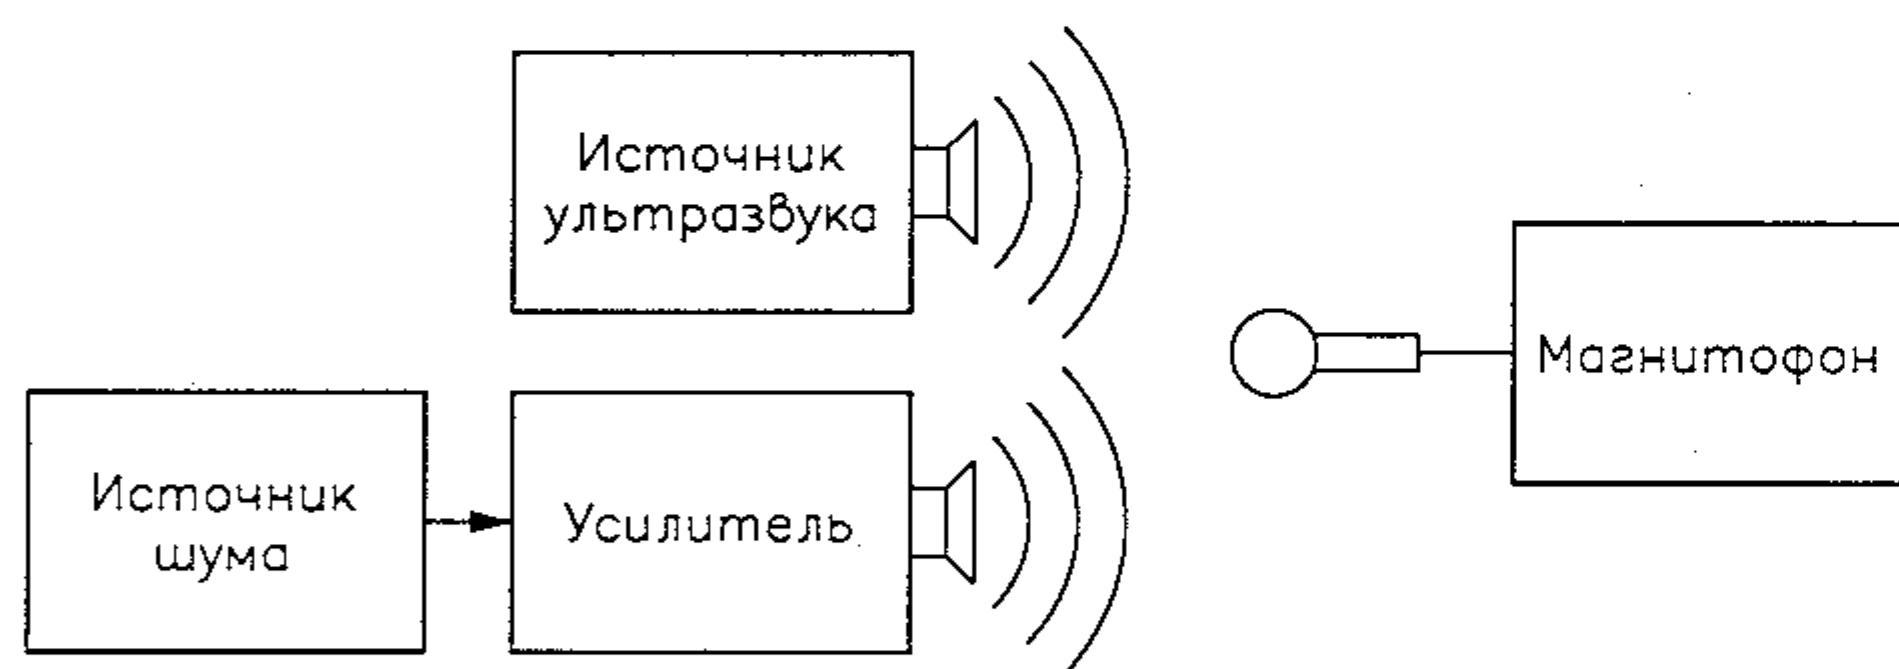 Источник
ультразвука
Магнитофон
Источник
шума
Усилитель